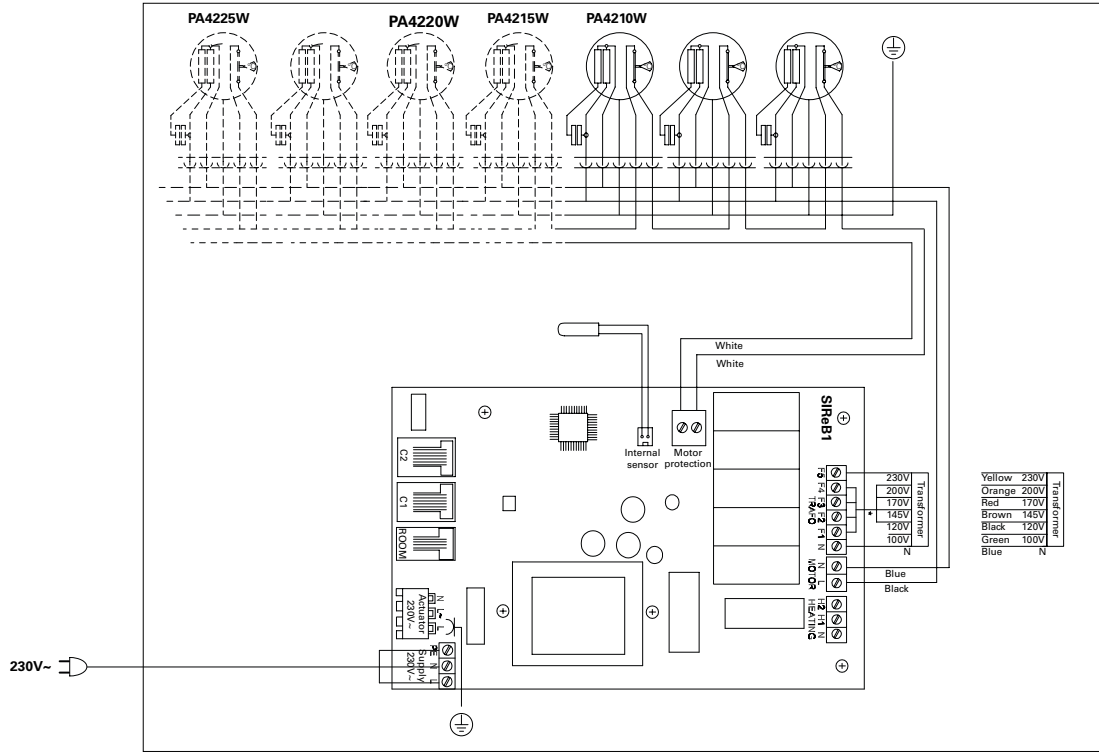 PA4225W
PA4220W
PA4215W
PA4210W
White
White
SIReB1
Internal
sensor
Motor
protection
C2
C1
ROOM
F5
F4
F3
F2
F1
N
TRAFO
230V
200V
170V
145V
120V
100V
N
Transformer
*
Yellow 230V
Orange 200V
Red 170V
Brown 145V
Black 120V
Green 100V
Blue N
Transformer
N
L
MOTOR
Blue
Black
H2
H1
N
HEATING
N
L*
L
Actuator
230V~
PE
N
L
Supply
230V~
230V~